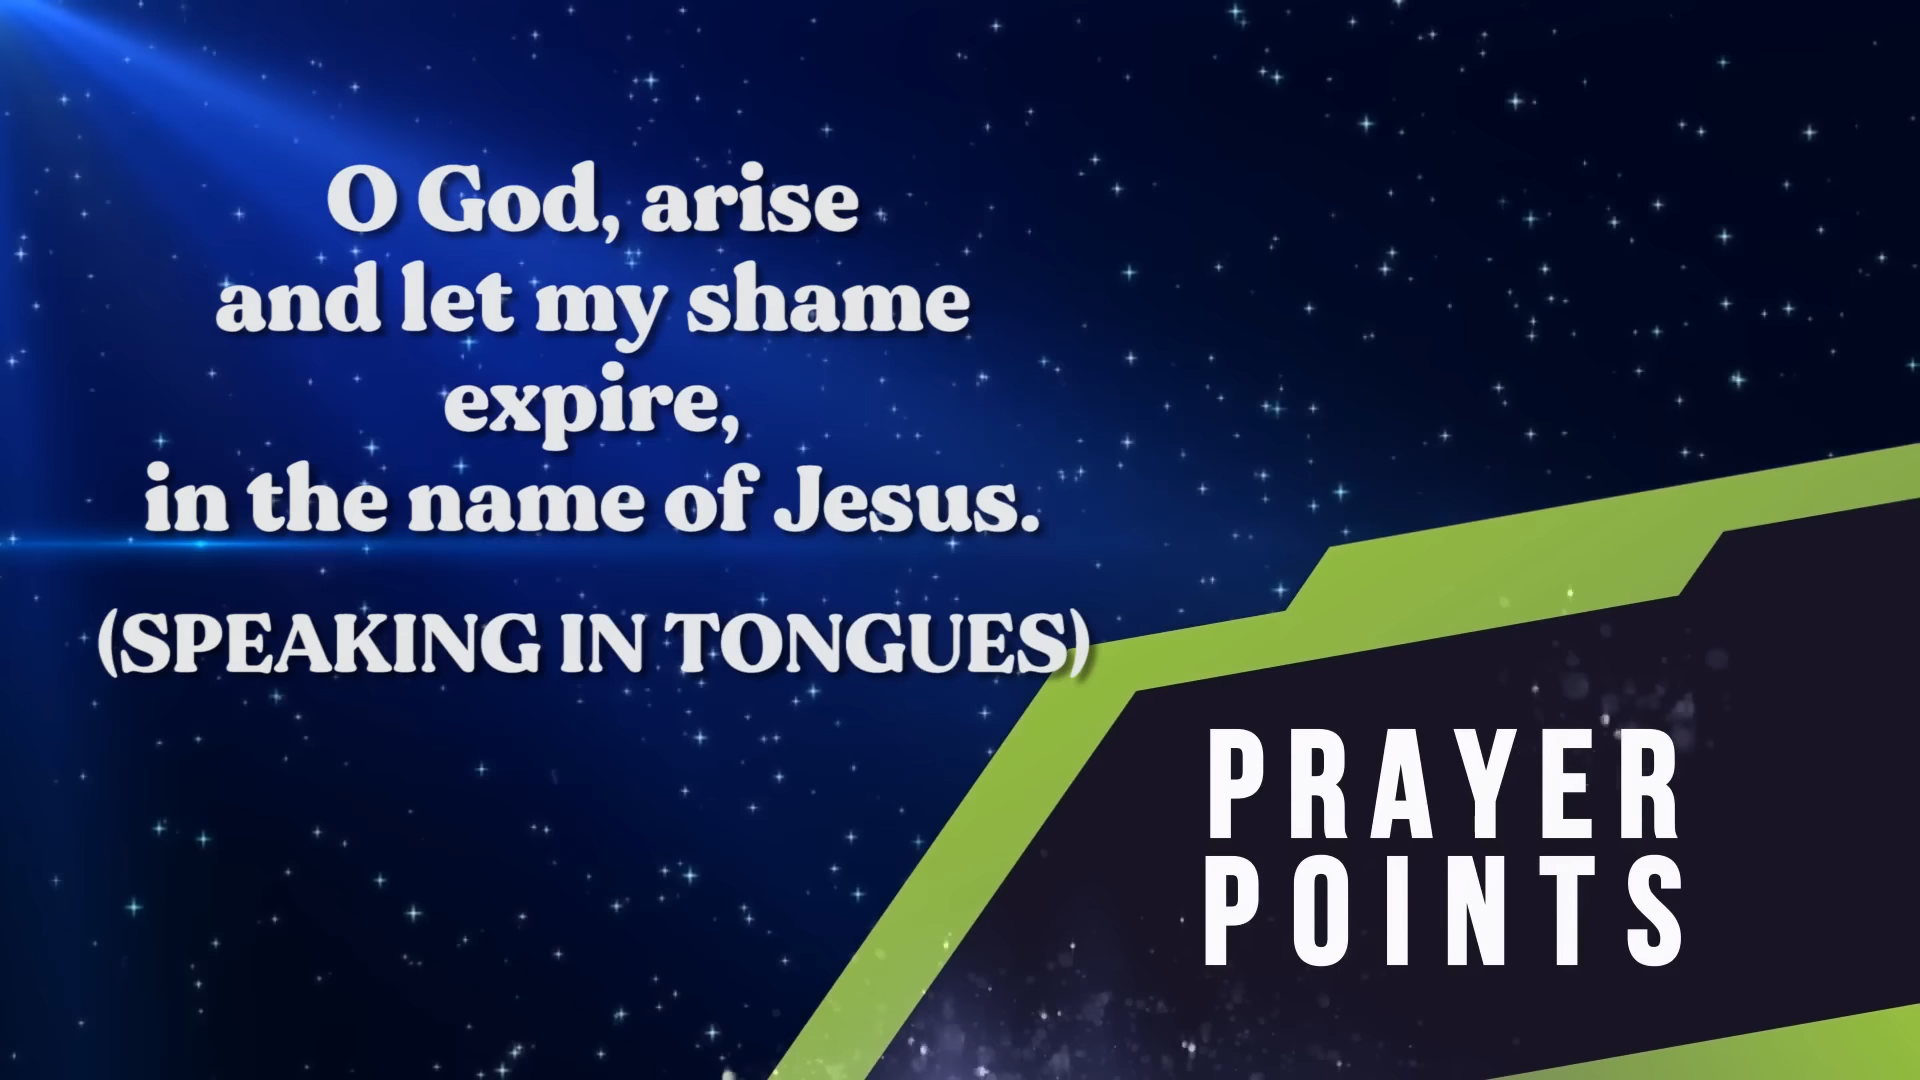 O God, arise
and let my shame
expire,
in the name of Jesus.
(SPEAKING IN TONGUES)
PRAYER
POINTS